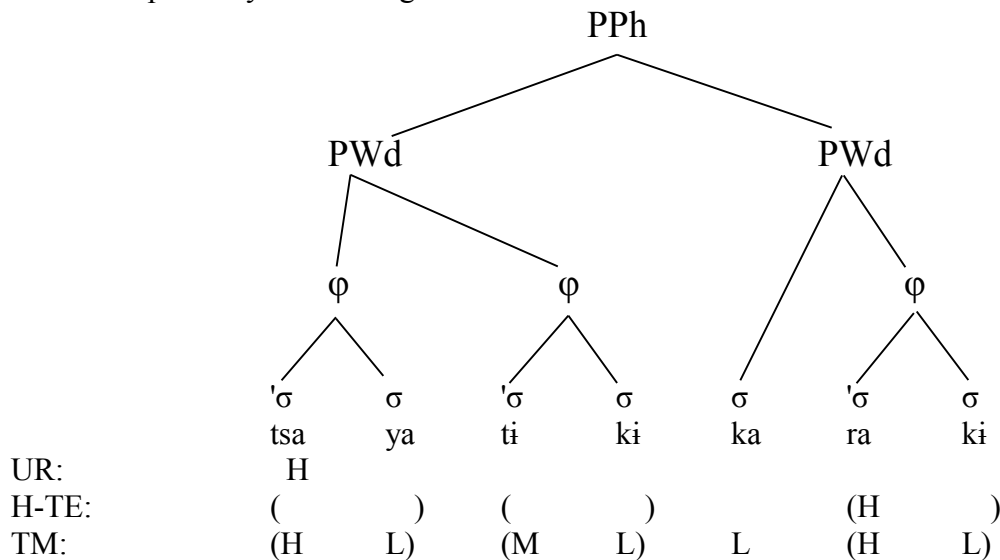 PPh
PWd PWd
φ φ φ
'σ σ 'σ σ σ 'σ σ
tsa ya tɨ kɨ ka ra kɨ
UR: H
H-TE: ( ) ( ) (H )
TM: (H L) (M L) L (H L)